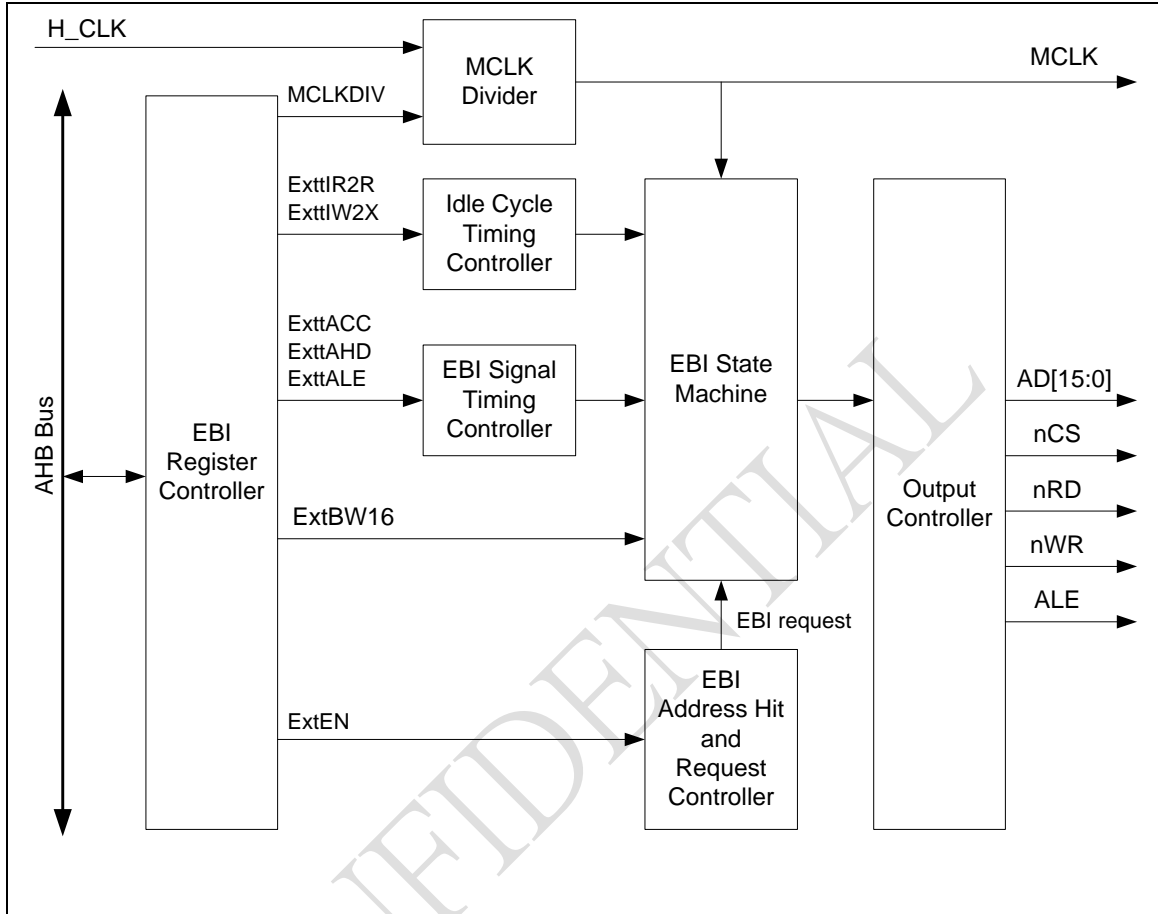 H_CLK
MCLK
Divider
MCLK
MCLKDIV
ExttIR2R
ExttIW2X
Idle Cycle
Timing
Controller
ExttACC
ExttAHD
ExttALE
EBI Signal
Timing
Controller
EBI State
Machine
AHB Bus
EBI
Register
Controller
ExtBW16
Output
Controller
AD[15:0]
nCS
nRD
nWR
ALE
EBI request
ExtEN
EBI
Address Hit
and
Request
Controller
NFIDENTIAL